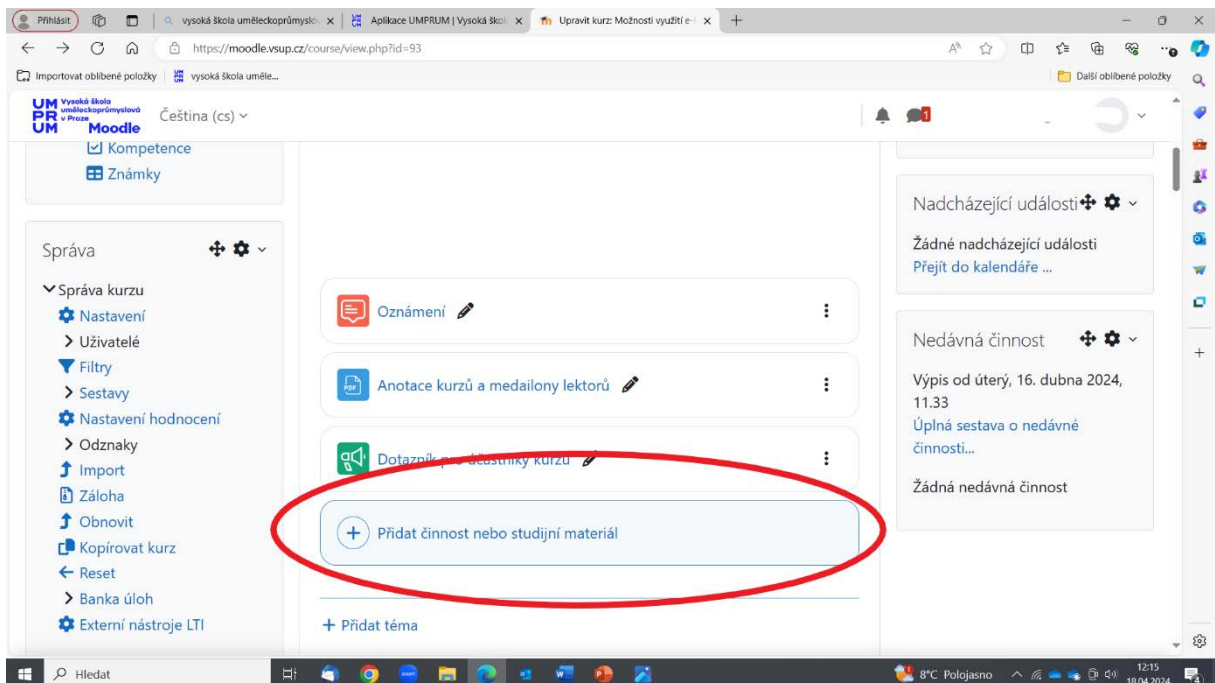 Přihlásit
vysoká škola uměleckoprůmyslo
Aplikace UMPRUM | Vysoká škol
Upravit kurz: Možnosti využití e-l
https://moodle.vsup.cz/course/view.php?id=93
Importovat oblíbené položky
vysoká škola uměle...
Další oblíbené položky
UM
PR
UM
Vysoká škola
uměleckoprůmyslová
v Praze
Moodle
Čeština (cs)
1
Kompetence
Známky
Správa
Správa kurzu
Nastavení
Uživatelé
Filtry
Sestavy
Nastavení hodnocení
Odznaky
Import
Záloha
Obnovit
Kopírovat kurz
Reset
Banka úloh
Externí nástroje LTI
Oznámení
PDF
Anotace kurzů a medailony lektorů
Dotazník pro účastníky kurzu
Přidat činnost nebo studijní materiál
+ Přidat téma
Nadcházející události
Žádné nadcházející události
Přejít do kalendáře ...
Nedávná činnost
Výpis od úterý, 16. dubna 2024,
11.33
Úplná sestava o nedávné
činnosti...
Žádná nedávná činnost
Hledat
zoom
8°C Polojasno
12:15
18.04.2024
4